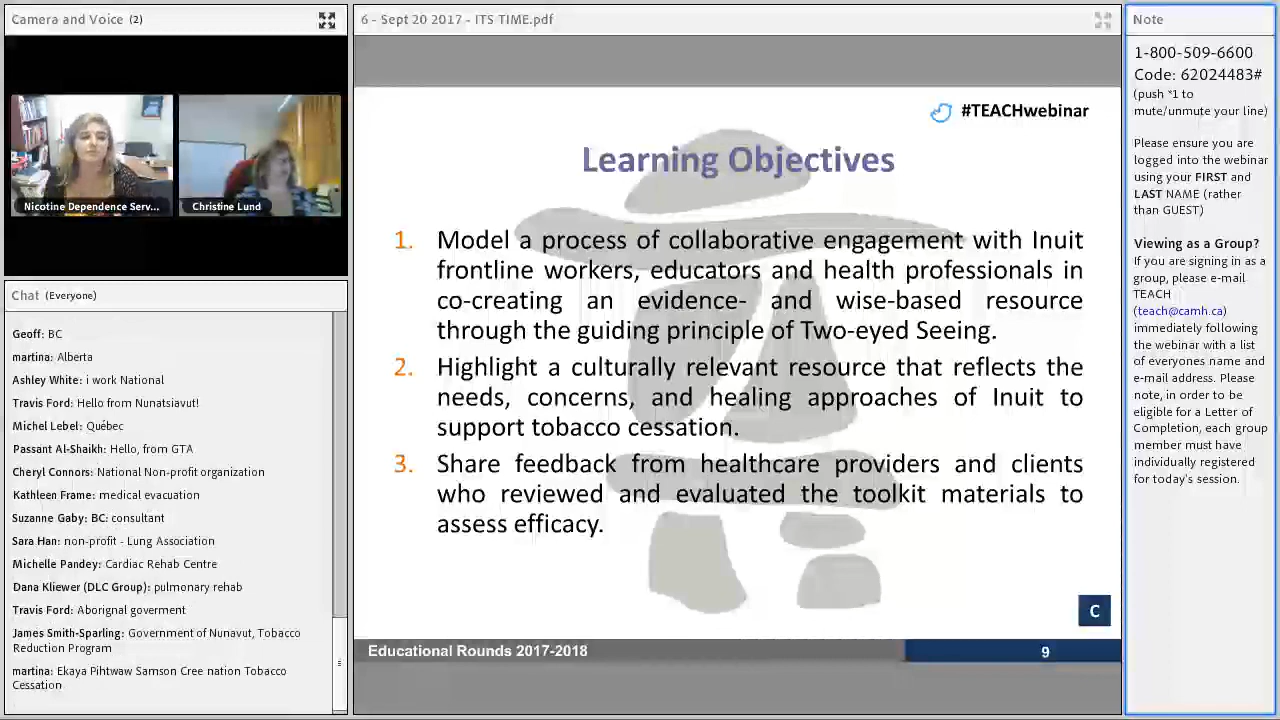 Camera and Voice (2)
Nicotine Dependence Serv...
Christine Lund
Chat (Everyone)
Geoff: BC
martina: Alberta
Ashley White: i work National
Travis Ford: Hello from Nunatsiavut!
Michel Lebel: Québec
Passant Al-Shaikh: Hello, from GTA
Cheryl Connors: National Non-profit organization
Kathleen Frame: medical evacuation
Suzanne Gaby: BC: consultant
Sara Han: non-profit - Lung Association
Michelle Pandey: Cardiac Rehab Centre
Dana Kliewer (DLC Group): pulmonary rehab
Travis Ford: Aborignal goverment
James Smith-Sparling: Government of Nunavut, Tobacco
Reduction Program
martina: Ekaya Pihtwaw Samson Cree nation Tobacco
Cessation
6 - Sept 20 2017 - ITS TIME.pdf
#TEACHwebinar
Learning Objectives
1. Model a process of collaborative engagement with Inuit
frontline workers, educators and health professionals in
co-creating an evidence- and wise-based resource
through the guiding principle of Two-eyed Seeing.
2. Highlight a culturally relevant resource that reflects the
needs, concerns, and healing approaches of Inuit to
support tobacco cessation.
3. Share feedback from healthcare providers and clients
who reviewed and evaluated the toolkit materials to
assess efficacy.
C
Educational Rounds 2017-2018
9
Note
1-800-509-6600
Code: 62024483#
(push *1 to
mute/unmute your line)
Please ensure you are
logged into the webinar
using your FIRST and
LAST NAME (rather
than GUEST)
Viewing as a Group?
If you are signing in as a
group, please e-mail
TEACH
(teach@camh.ca)
immediately following
the webinar with a list
of everyones name and
e-mail address. Please
note, in order to be
eligible for a Letter of
Completion, each group
member must have
individually registered
for today's session.